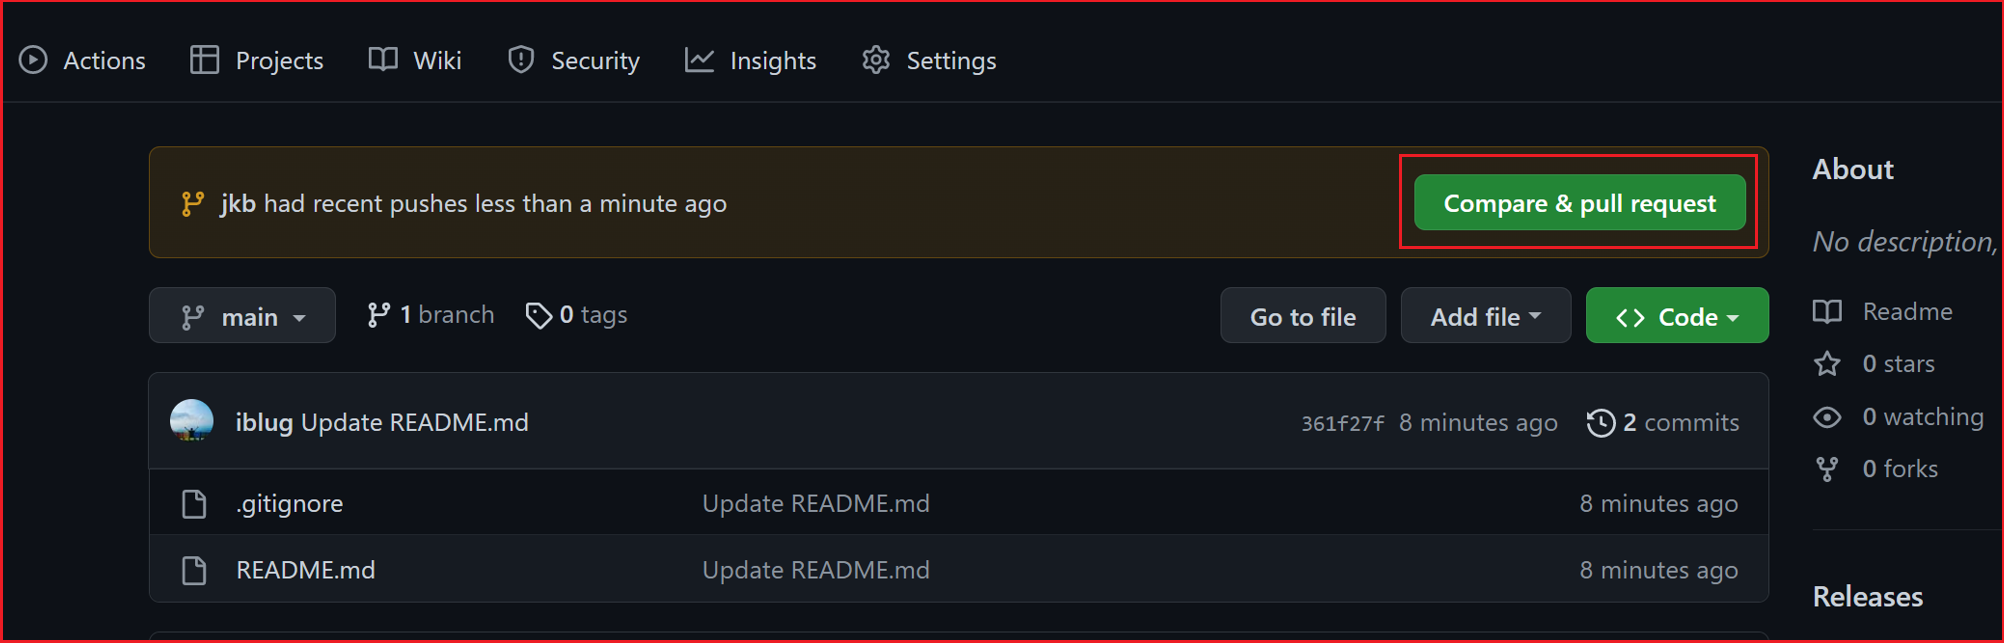 Actions Projects Wiki Security Insights Settings
jkb had recent pushes less than a minute ago Compare & pull request
main 1 branch 0 tags Go to file Add file <> Code
iblug Update README.md 361f27f 8 minutes ago 2 commits
.gitignore Update README.md 8 minutes ago
README.md Update README.md 8 minutes ago
About
No description,
Readme
0 stars
0 watching
0 forks
Releases